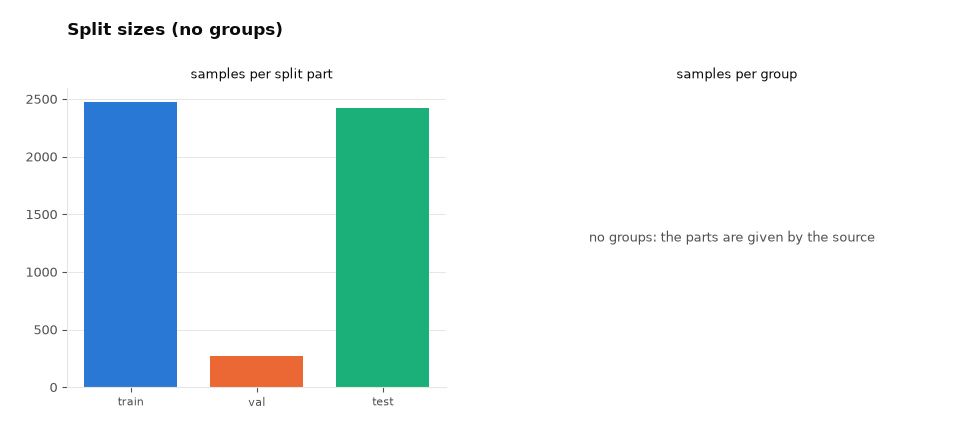 Split sizes (no groups)
samples per split part
2500
2000
1500
1000
500
0
train
val
test
samples per group
no groups: the parts are given by the source